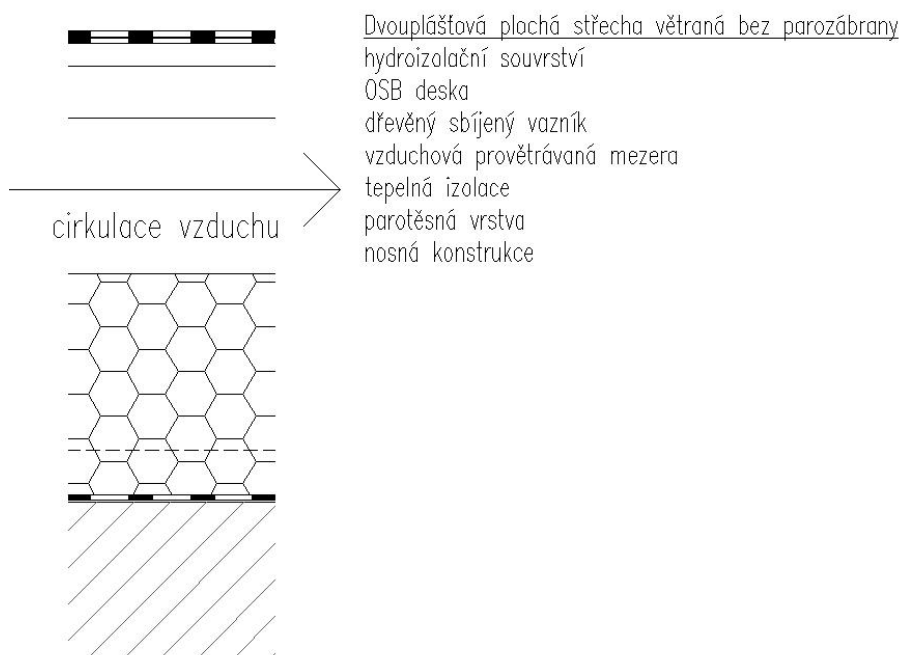 Dvouplášťová plochá střecha větraná bez parozábrany
hydroizolační souvrství
OSB deska
dřevěný sbíjený vazník
vzduchová provětrávaná mezera
tepelná izolace
parotěsná vrstva
nosná konstrukce
cirkulace vzduchu